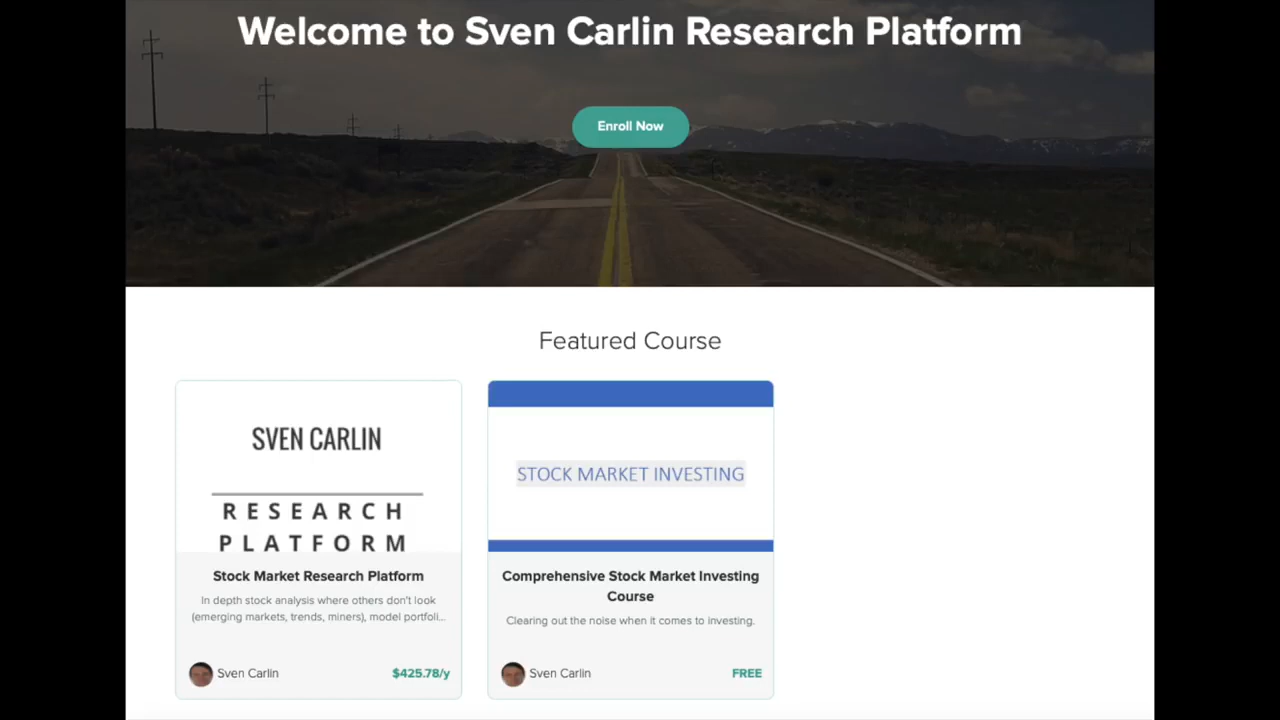 Welcome to Sven Carlin Research Platform
Enroll Now
Featured Course
SVEN CARLIN
RESEARCH
PLATFORM
Stock Market Research Platform
In depth stock analysis where others don't look
(emerging markets, trends, miners), model portfoli...
Sven Carlin
$425.78/y
STOCK MARKET INVESTING
Comprehensive Stock Market Investing
Course
Clearing out the noise when it comes to investing.
Sven Carlin
FREE